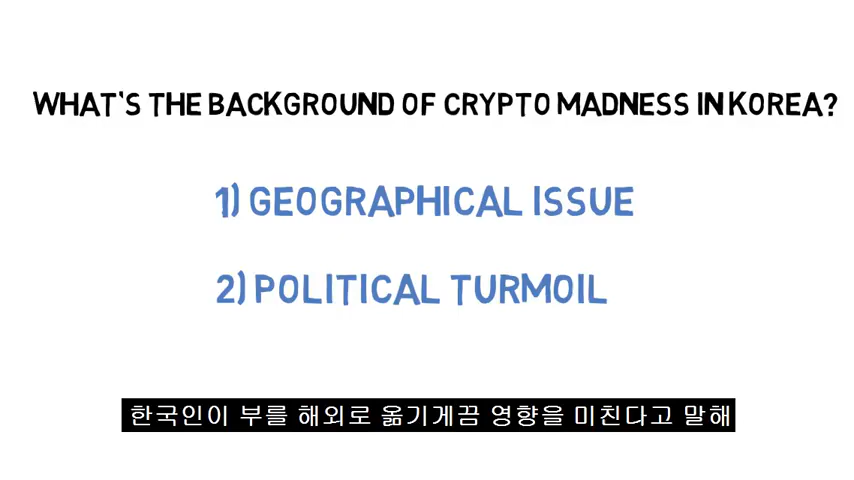 WHAT'S THE BACKGROUND OF CRYPTO MADNESS IN KOREA?
1) GEOGRAPHICAL ISSUE
2) POLITICAL TURMOIL
한국인이 부를 해외로 옮기게끔 영향을 미친다고 말해